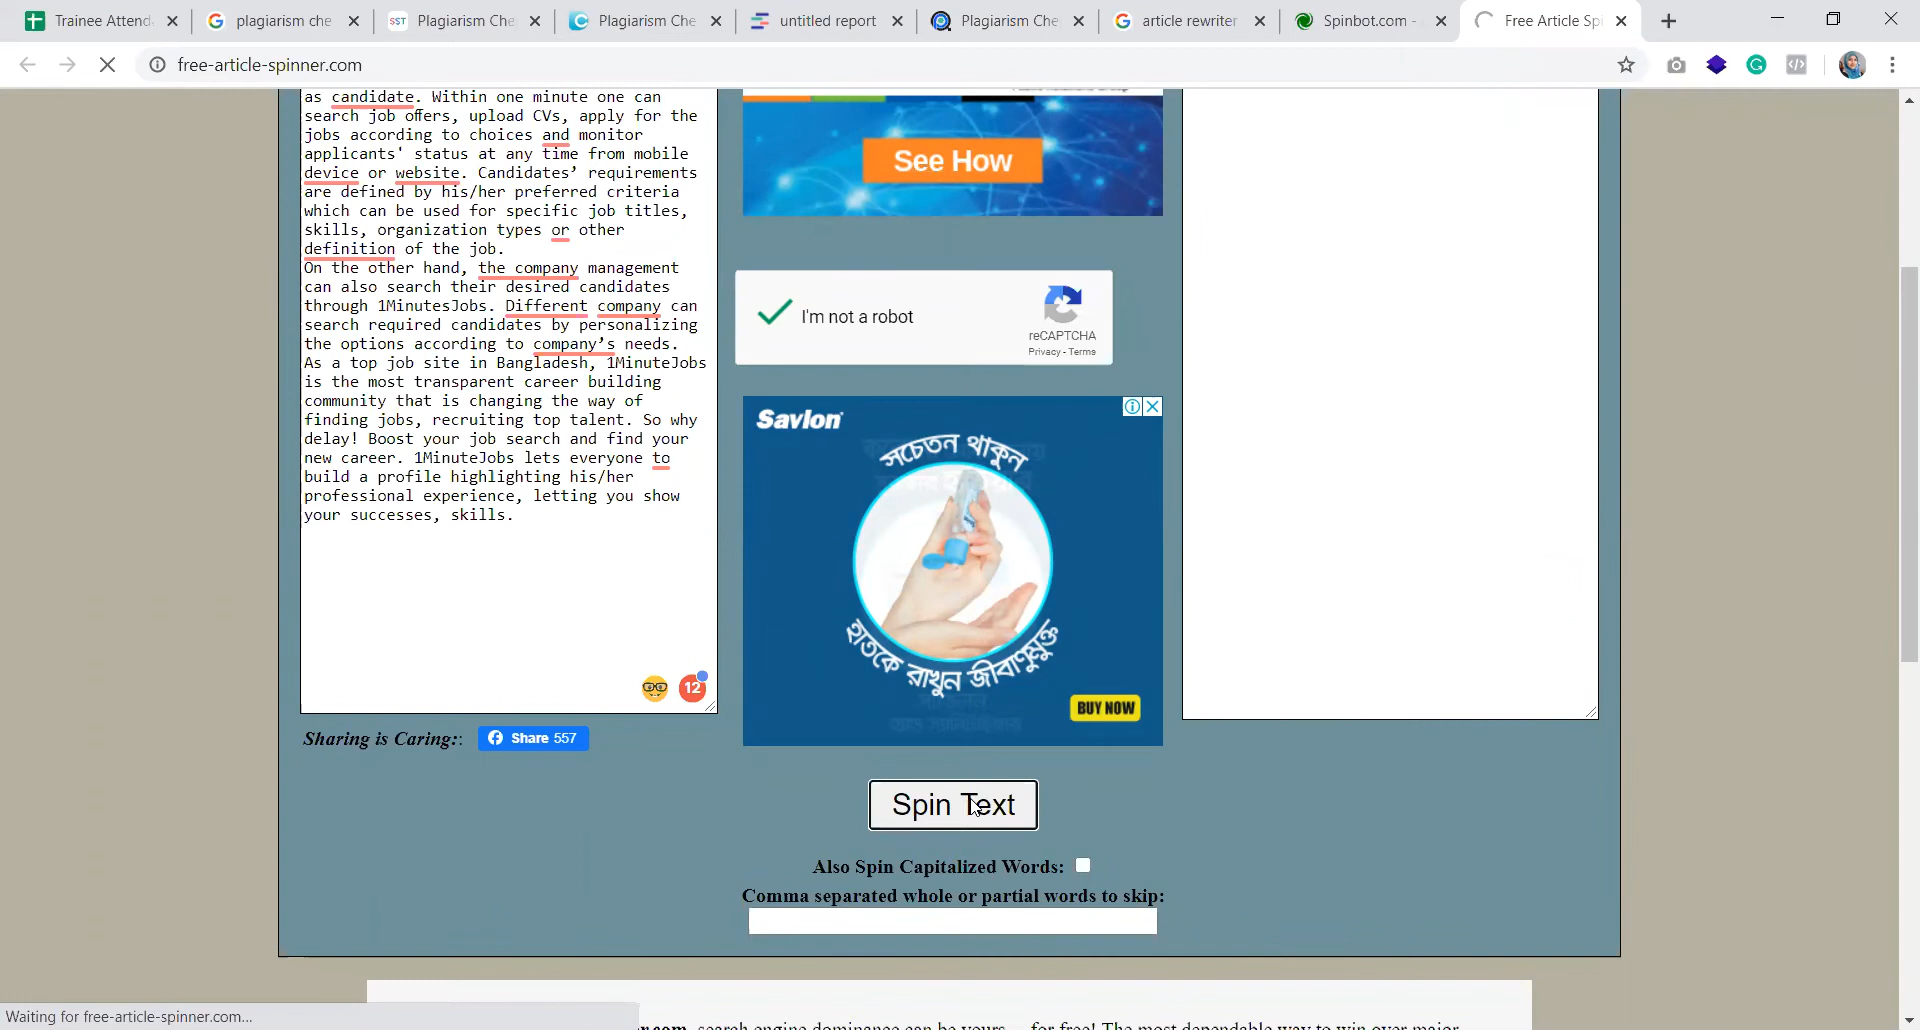 Trainee Attend
plagiarism che
Plagiarism Che
Plagiarism Che
untitled report
Plagiarism Che
article rewriter
Spinbot.com -
Free Article Spi
free-article-spinner.com
as candidate. Within one minute one can
search job offers, upload CVs, apply for the
jobs according to choices and monitor
applicants' status at any time from mobile
device or website. Candidates’ requirements
are defined by his/her preferred criteria
which can be used for specific job titles,
skills, organization types or other
definition of the job.
On the other hand, the company management
can also search their desired candidates
through 1MinutesJobs. Different company can
search required candidates by personalizing
the options according to company’s needs.
As a top job site in Bangladesh, 1MinuteJobs
is the most transparent career building
community that is changing the way of
finding jobs, recruiting top talent. So why
delay! Boost your job search and find your
new career. 1MinuteJobs lets everyone to
build a profile highlighting his/her
professional experience, letting you show
your successes, skills.
12
Sharing is Caring::
Share 557
See How
I'm not a robot
reCAPTCHA
Privacy - Terms
Savlon
সচেতন থাকুন
হাতকে রাখুন জীবাণুমুক্ত
BUY NOW
Spin Text
Also Spin Capitalized Words:
Comma separated whole or partial words to skip:
Waiting for free-article-spinner.com...
er.com, search engine dominance can be yours... for free! The most dependable way to win over major